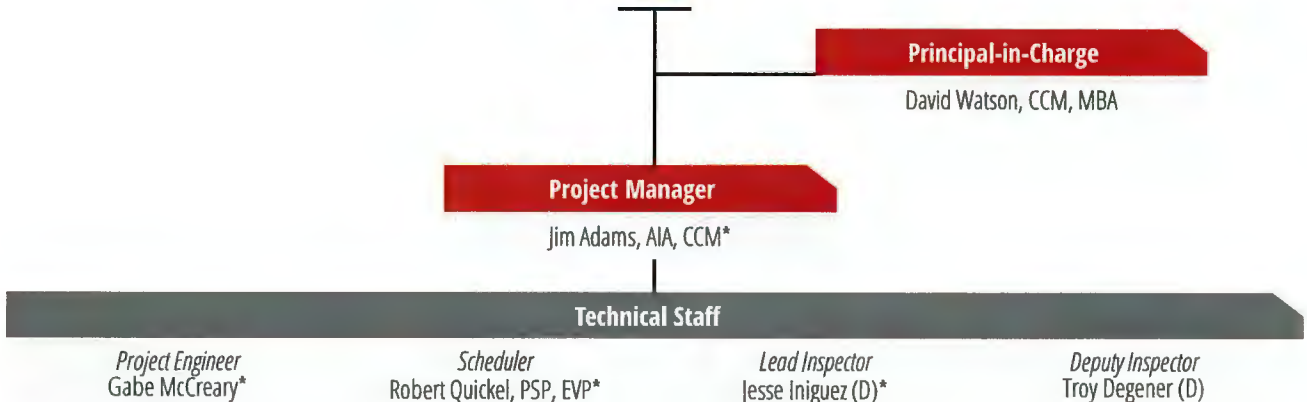 Principal-in-Charge
David Watson, CCM, MBA
Project Manager
Jim Adams, AIA, CCM*
Technical Staff
Project Engineer
Gabe McCreary*
Scheduler
Robert Quickel, PSP, EVP*
Lead Inspector
Jesse Iniguez (D)*
Deputy Inspector
Troy Degener (D)